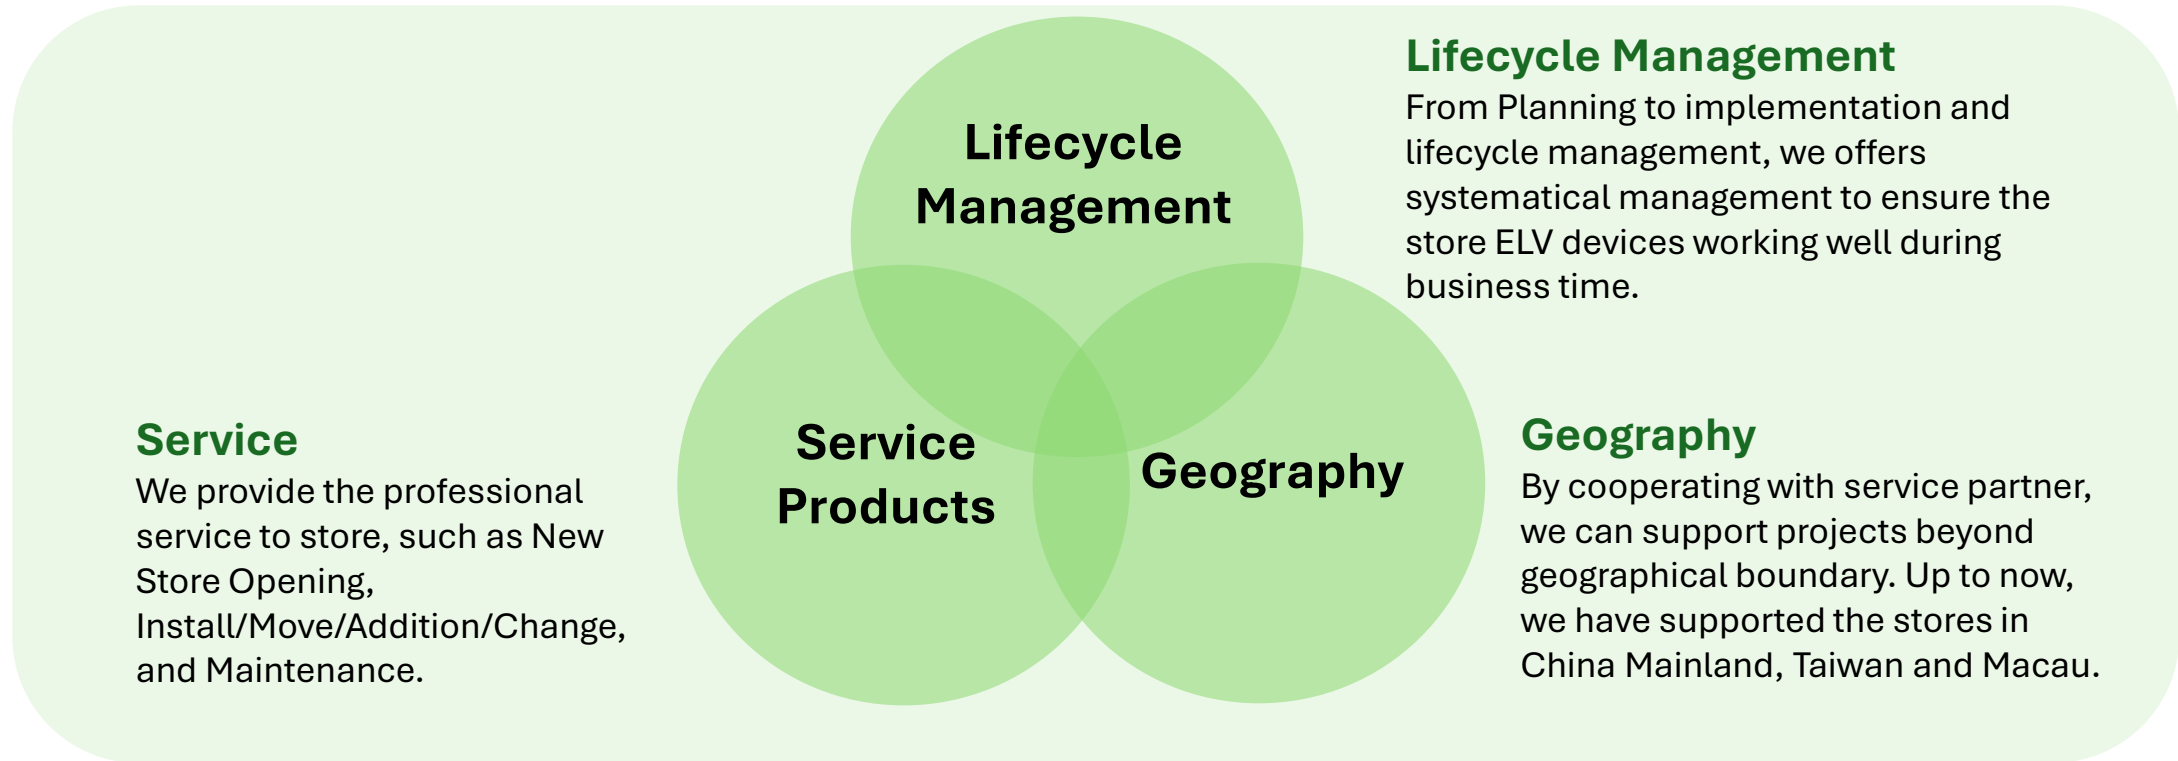 Lifecycle
Management
Service
Products
Geography
Lifecycle Management
From Planning to implementation and
lifecycle management, we offers
systematical management to ensure the
store ELV devices working well during
business time.
Service
We provide the professional
service to store, such as New
Store Opening,
Install/Move/Addition/Change,
and Maintenance.
Geography
By cooperating with service partner,
we can support projects beyond
geographical boundary. Up to now,
we have supported the stores in
China Mainland, Taiwan and Macau.